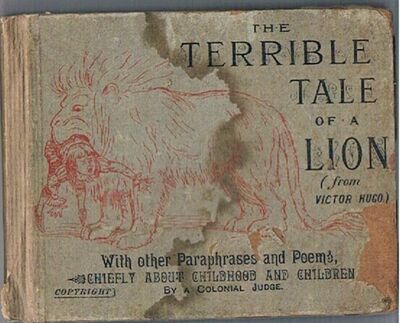 THE
TERRIBLE
TALE
OF A
LION
(from
VICTOR HUGO.)
With other Paraphrases and Poems,
CHIEFLY ABOUT CHILDHOOD AND CHILDREN
COPYRIGHT] BY A COLONIAL JUDGE.